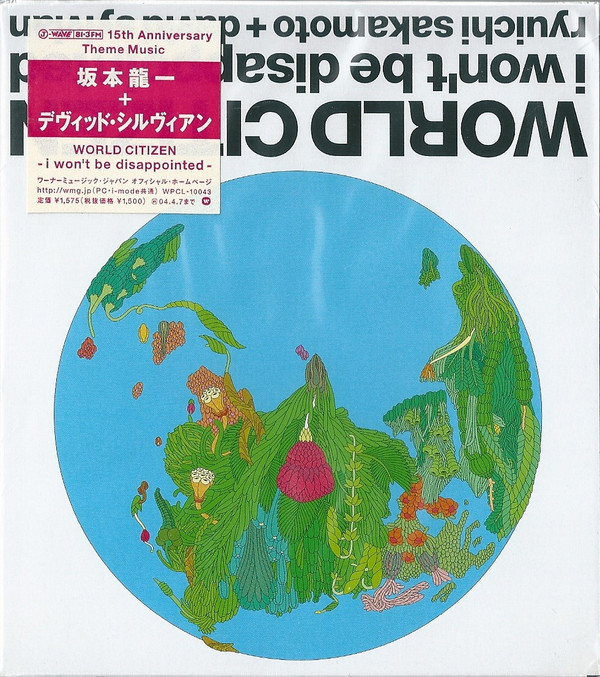 J-WAVE 81.3FM 15th Anniversary
Theme Music
坂本龍一
+
デヴィッド・シルヴィアン
WORLD CITIZEN
- i won't be disappointed -
ワーナーミュージック・ジャパン オフィシャル・ホームページ
http://wmg.jp(PC・i-mode共通) WPCL-10043
定価 ¥1,575(税抜価格 ¥1,500) Ⓗ04.4.7まで
WORLD CI N
i won't be disap d
ryuichi sakamoto + david sylvian